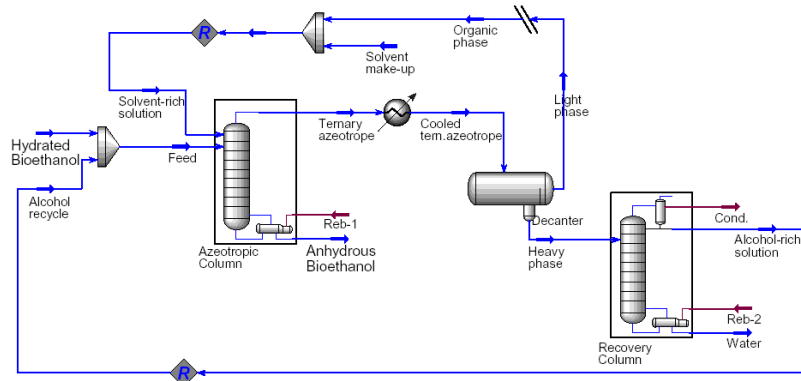 R
Organic
phase
Solvent
make-up
Solvent-rich
solution
Light
phase
Hydrated
Bioethanol
Feed
Ternary
azeotrope
Cooled
tern.azeotrope
Alcohol
recycle
Reb-1
Decanter
Cond.
Azeotropic
Column
Anhydrous
Bioethanol
Heavy
phase
Alcohol-rich
solution
Reb-2
Water
Recovery
Column
R